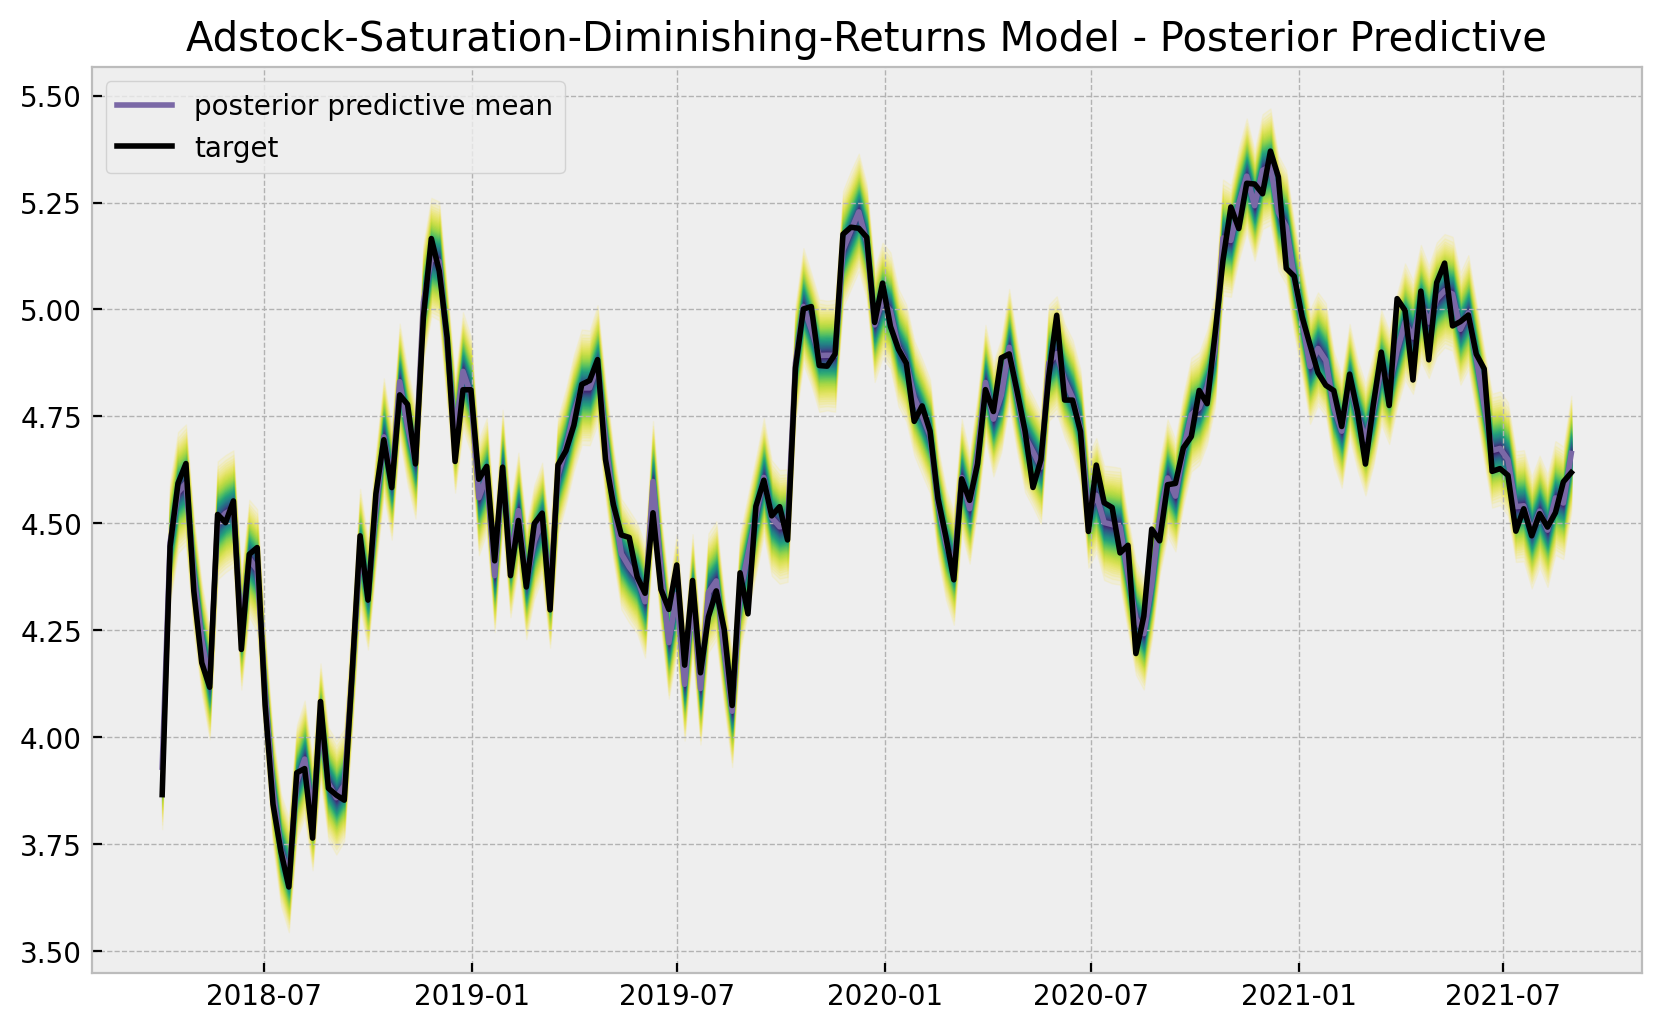 Adstock-Saturation-Diminishing-Returns Model - Posterior Predictive
posterior predictive mean
target
5.50
5.25
5.00
4.75
4.50
4.25
4.00
3.75
3.50
2018-07 2019-01 2019-07 2020-01 2020-07 2021-01 2021-07